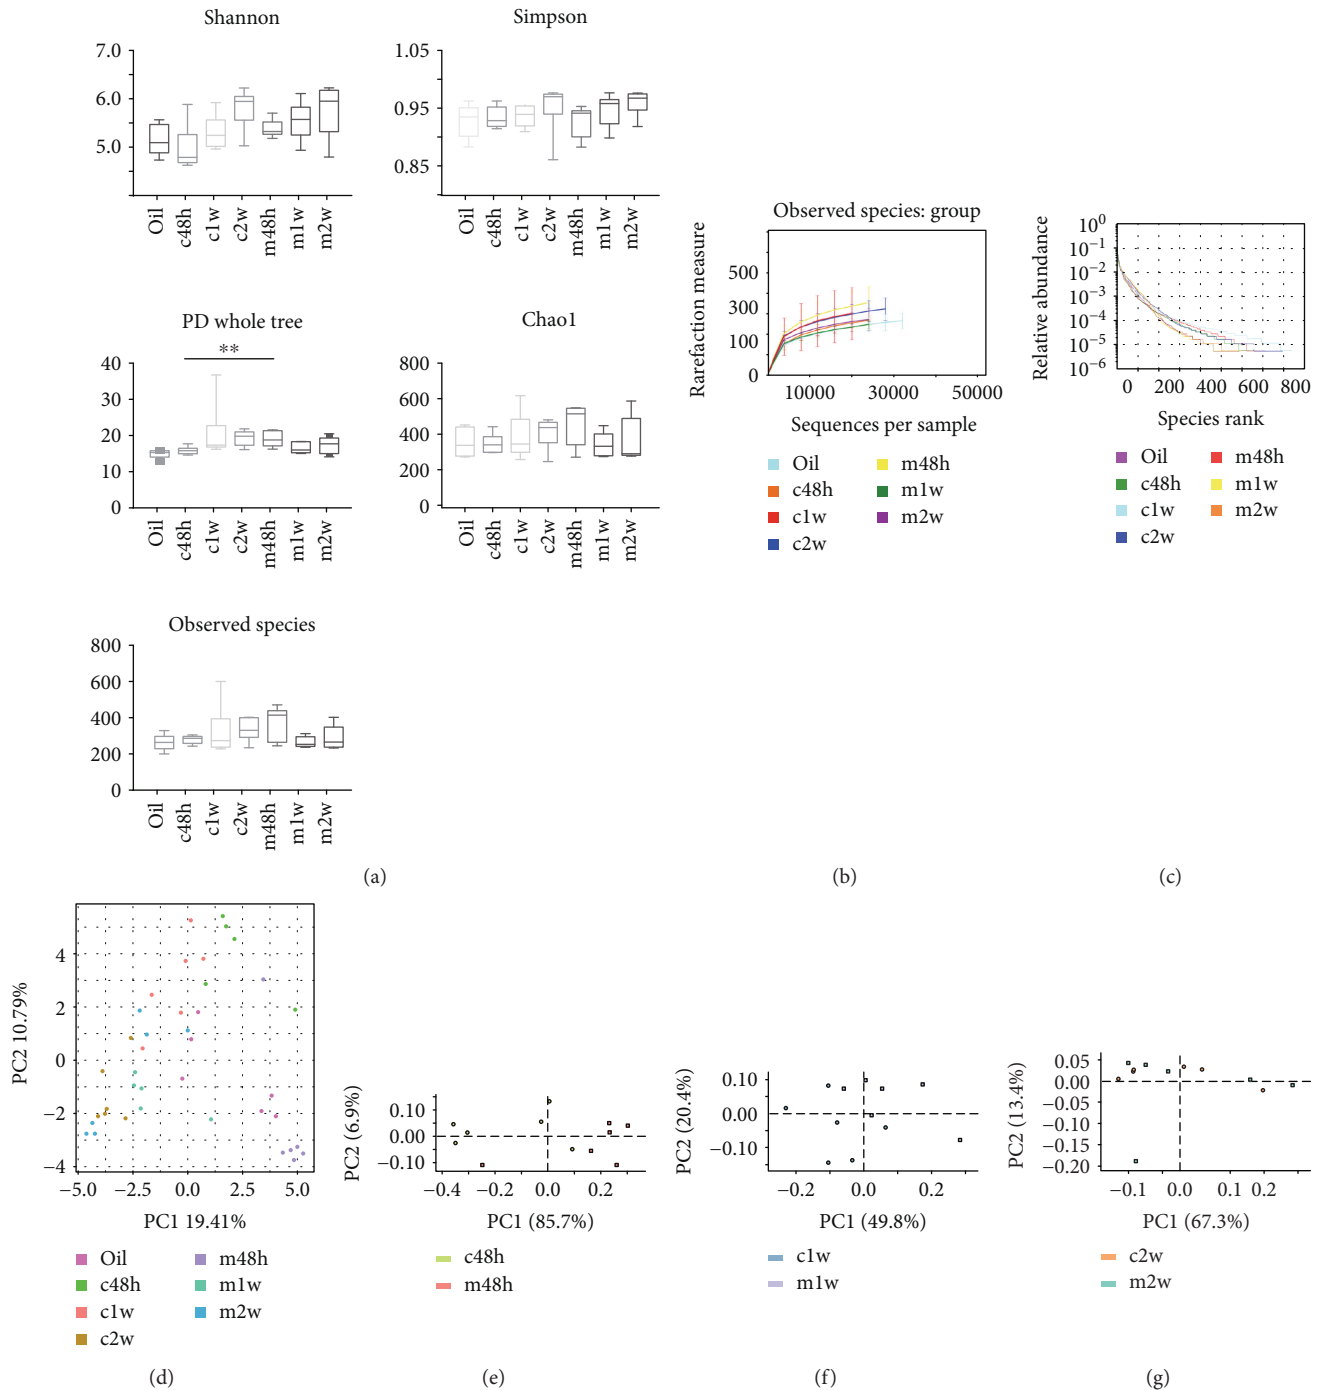 Shannon
7.0
6.0
5.0
Oil
c48h
c1w
c2w
m48h
m1w
m2w
Simpson
1.05
0.95
0.85
Oil
c48h
c1w
c2w
m48h
m1w
m2w
PD whole tree
**
40
30
20
10
0
Oil
c48h
c1w
c2w
m48h
m1w
m2w
Chao1
800
600
400
200
0
Oil
c48h
c1w
c2w
m48h
m1w
m2w
Observed species
800
600
400
200
0
Oil
c48h
c1w
c2w
m48h
m1w
m2w
(a)
Observed species: group
Rarefaction measure
500
300
100
0
10000
30000
50000
Sequences per sample
Oil
c48h
c1w
c2w
m48h
m1w
m2w
(b)
Relative abundance
10⁰
10⁻¹
10⁻²
10⁻³
10⁻⁴
10⁻⁵
10⁻⁶
0 200 400 600 800
Species rank
Oil
c48h
c1w
c2w
m48h
m1w
m2w
(c)
PC2 10.79%
4
2
0
−2
−4
−5.0 −2.5 0.0 2.5 5.0
PC1 19.41%
Oil
c48h
c1w
c2w
m48h
m1w
m2w
(d)
PC2 (6.9%)
0.10
0.00
−0.10
−0.4 −0.2 0.0 0.2
PC1 (85.7%)
c48h
m48h
(e)
PC2 (20.4%)
0.10
0.00
−0.10
−0.2 0.0 0.2
PC1 (49.8%)
c1w
m1w
(f)
PC2 (13.4%)
0.05
0.00
−0.05
−0.10
−0.15
−0.20
−0.1 0.0 0.1 0.2
PC1 (67.3%)
c2w
m2w
(g)